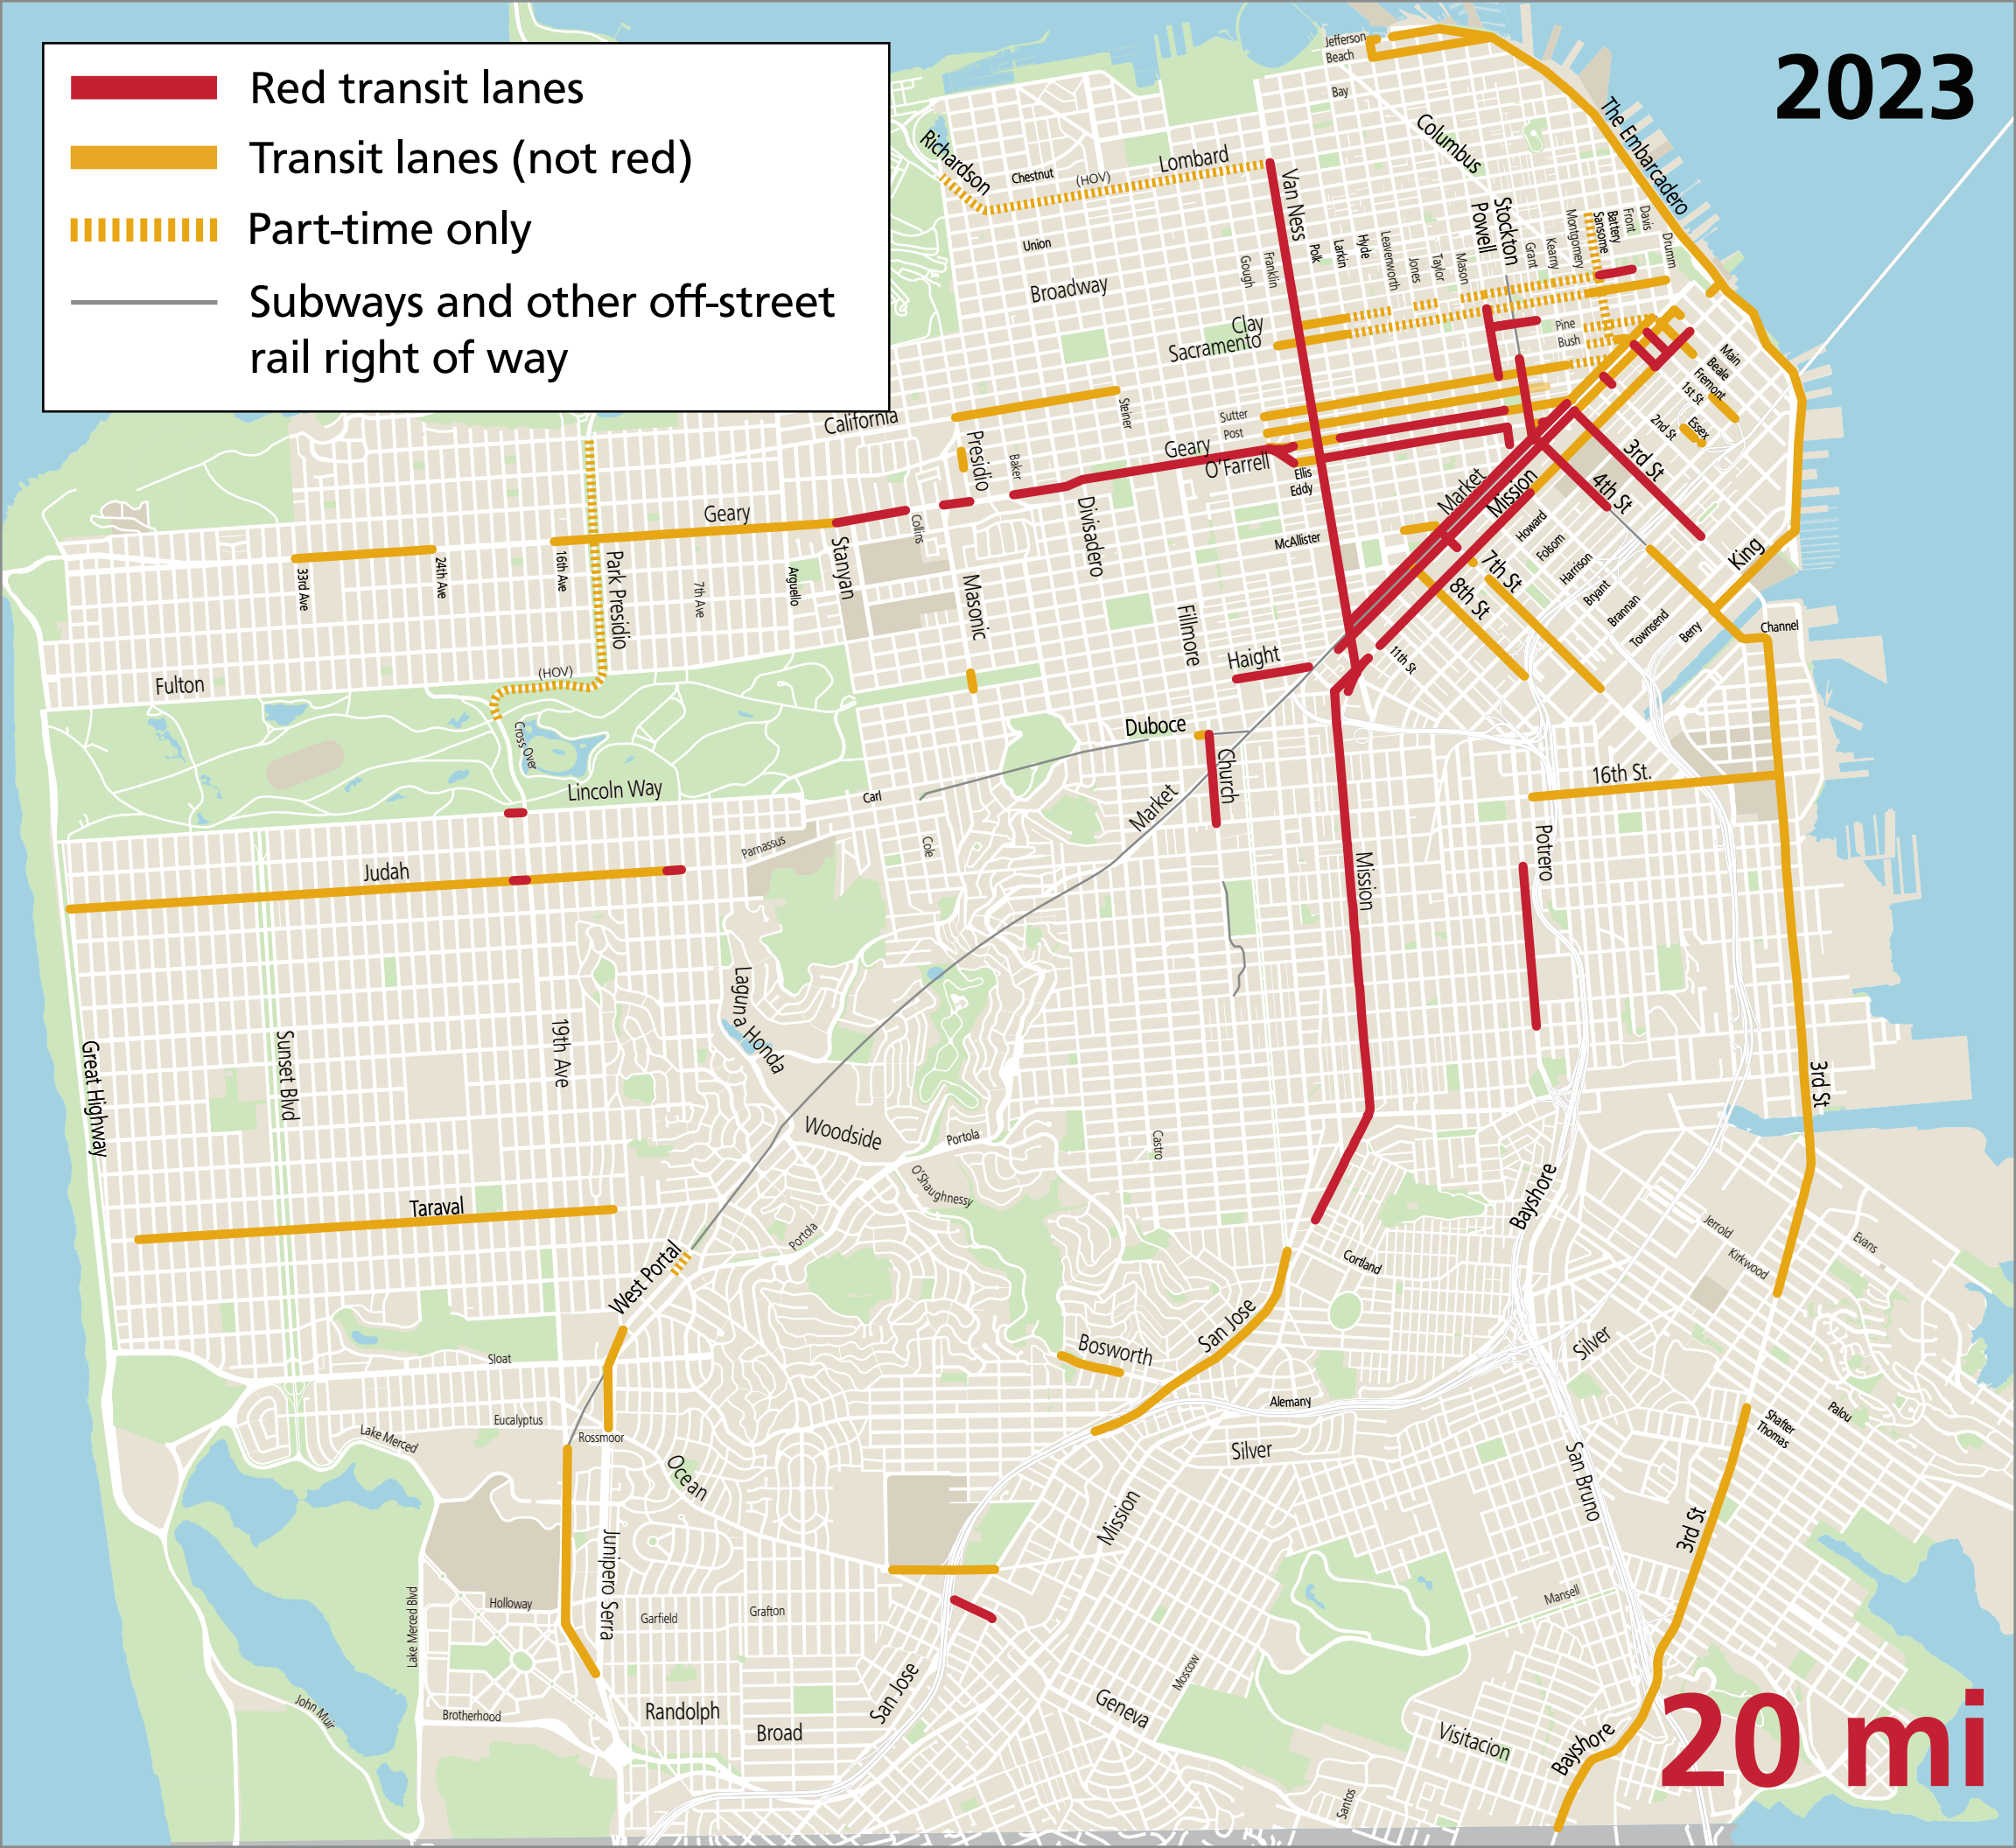 2023
Red transit lanes
Transit lanes (not red)
Part-time only
Subways and other off-street
rail right of way
Jefferson
Beach
Bay
Columbus
The Embarcadero
Richardson
Chestnut
(HOV)
Lombard
Van Ness
Union
Broadway
Gough
Franklin
Polk
Larkin
Hyde
Leavenworth
Jones
Taylor
Mason
Powell
Stockton
Grant
Kearny
Montgomery
Sansome
Battery
Front
Davis
Drumm
Clay
Sacramento
Pine
Bush
Main
Beale
Fremont
1st St
2nd St
Essex
California
Presidio
Steiner
Baker
Sutter
Post
Geary
O'Farrell
Ellis
Eddy
Market
Mission
3rd St
4th St
Geary
Collins
Stanyan
Divisadero
McAllister
Howard
Folsom
Harrison
Bryant
Brannan
Townsend
Berry
King
Channel
7th St
8th St
11th St
33rd Ave
24th Ave
16th Ave
Park Presidio
7th Ave
Arguello
Masonic
Fillmore
Haight
Fulton
(HOV)
Cross Over
Duboce
Church
Market
Lincoln Way
Carl
Cole
Parnassus
Judah
16th St.
Potrero
Mission
Laguna Honda
19th Ave
Sunset Blvd
Great Highway
3rd St
Woodside
Portola
O'Shaughnessy
Castro
Portola
Taraval
West Portal
Bayshore
Jerrold
Kirkwood
Evans
Cortland
San Jose
Bosworth
Silver
Sloat
Alemany
Silver
Eucalyptus
Rossmoor
Lake Merced
Ocean
Mission
San Bruno
Shafter
Thomas
Palou
3rd St
Junipero Serra
Lake Merced Blvd
Holloway
Garfield
Grafton
Mansell
San Jose
Moscow
Geneva
John Muir
Brotherhood
Randolph
Broad
Visitacion
Bayshore
Santos
20 mi